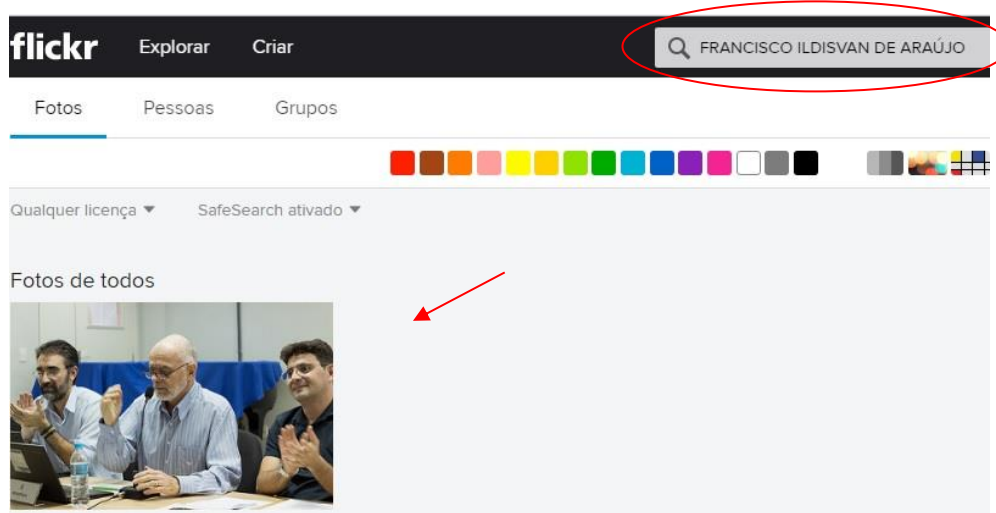 flickr Explorar Criar FRANCISCO ILDISVAN DE ARAÚJO
Fotos Pessoas Grupos
Qualquer licença SafeSearch ativado
Fotos de todos